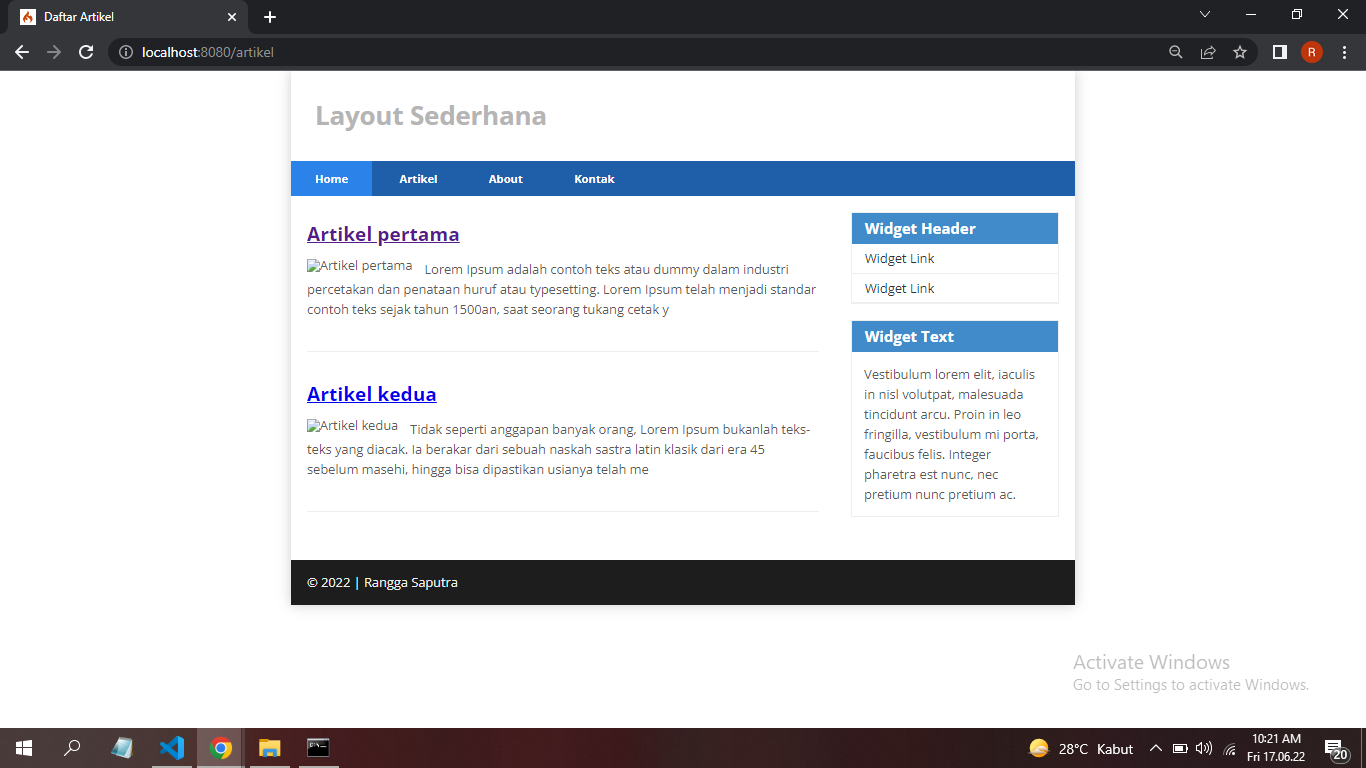 Daftar Artikel
localhost:8080/artikel
R
Layout Sederhana
Home Artikel About Kontak
Artikel pertama
Artikel pertama Lorem Ipsum adalah contoh teks atau dummy dalam industri
percetakan dan penataan huruf atau typesetting. Lorem Ipsum telah menjadi standar
contoh teks sejak tahun 1500an, saat seorang tukang cetak y
Artikel kedua
Artikel kedua Tidak seperti anggapan banyak orang, Lorem Ipsum bukanlah teks-
teks yang diacak. Ia berakar dari sebuah naskah sastra latin klasik dari era 45
sebelum masehi, hingga bisa dipastikan usianya telah me
Widget Header
Widget Link
Widget Link
Widget Text
Vestibulum lorem elit, iaculis
in nisl volutpat, malesuada
tincidunt arcu. Proin in leo
fringilla, vestibulum mi porta,
faucibus felis. Integer
pharetra est nunc, nec
pretium nunc pretium ac.
© 2022 | Rangga Saputra
Activate Windows
Go to Settings to activate Windows.
28°C Kabut
10:21 AM
Fri 17.06.22
20